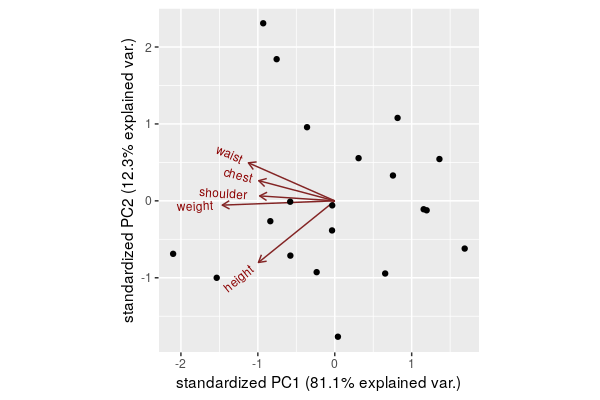 standardized PC2 (12.3% explained var.)
2
1
0
-1
waist
chest
shoulder
weight
height
-2
-1
0
1
standardized PC1 (81.1% explained var.)